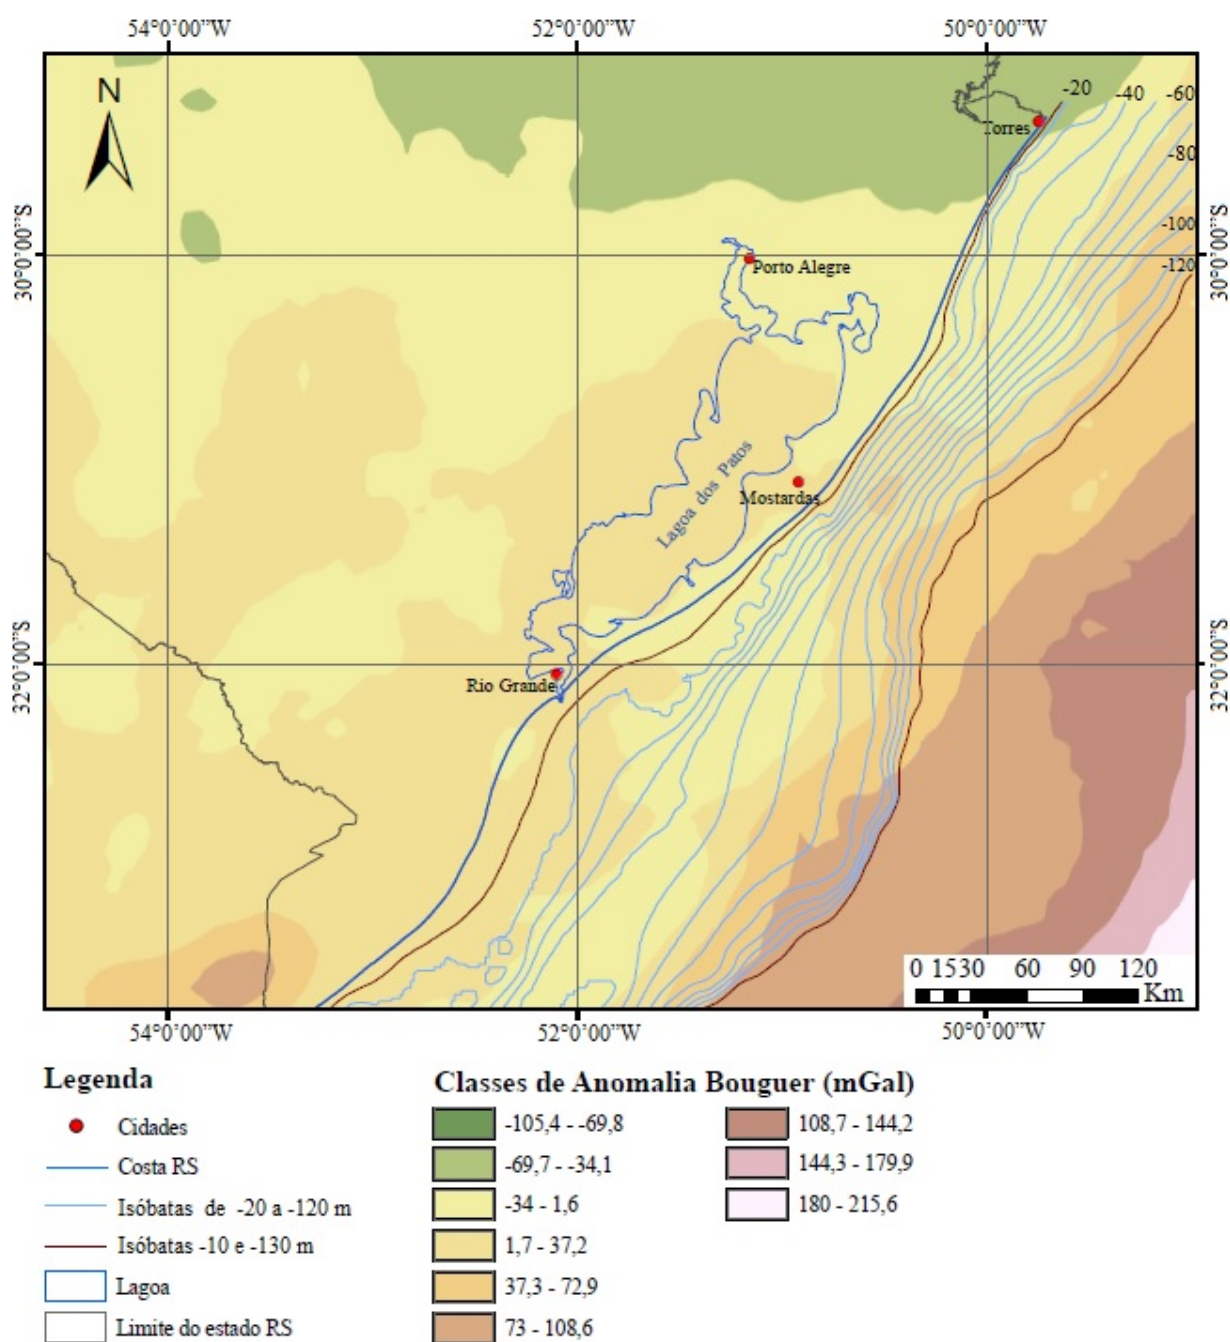 54°0'00"W 52°0'00"W 50°0'00"W
N
-20 -40 -60
Torres
-80
-100
30°0'00"S 30°0'00"S
-120
Porto Alegre
Lagoa dos Patos
Mostardas
32°0'00"S 32°0'00"S
Rio Grande
0 15 30 60 90 120
Km
54°0'00"W 52°0'00"W 50°0'00"W
Legenda
Cidades
Costa RS
Isóbatas de -20 a -120 m
Isóbatas -10 e -130 m
Lagoa
Limite do estado RS
Classes de Anomalia Bouguer (mGal)
-105,4 - -69,8
-69,7 - -34,1
-34 - 1,6
1,7 - 37,2
37,3 - 72,9
73 - 108,6
108,7 - 144,2
144,3 - 179,9
180 - 215,6